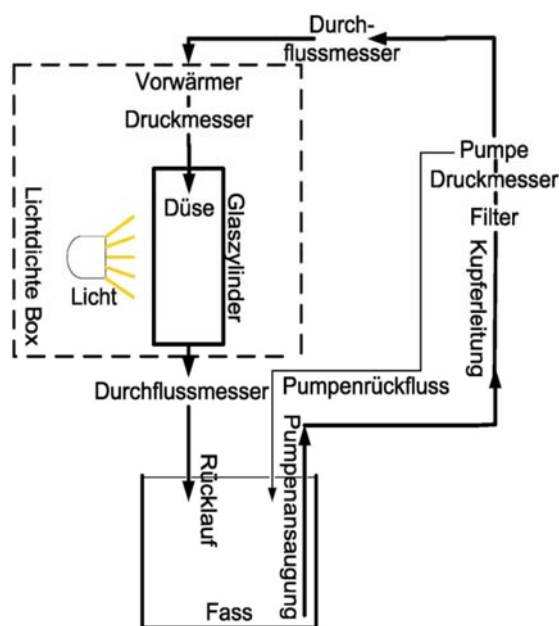 Durch-
flussmesser
Vorwärmer
Druckmesser
Pumpe
Druckmesser
Filter
Kupferleitung
Lichtdichte Box
Licht
Düse
Glaszylinder
Durchflussmesser
Pumpenrückfluss
Rücklauf
Pumpenansaugung
Fass